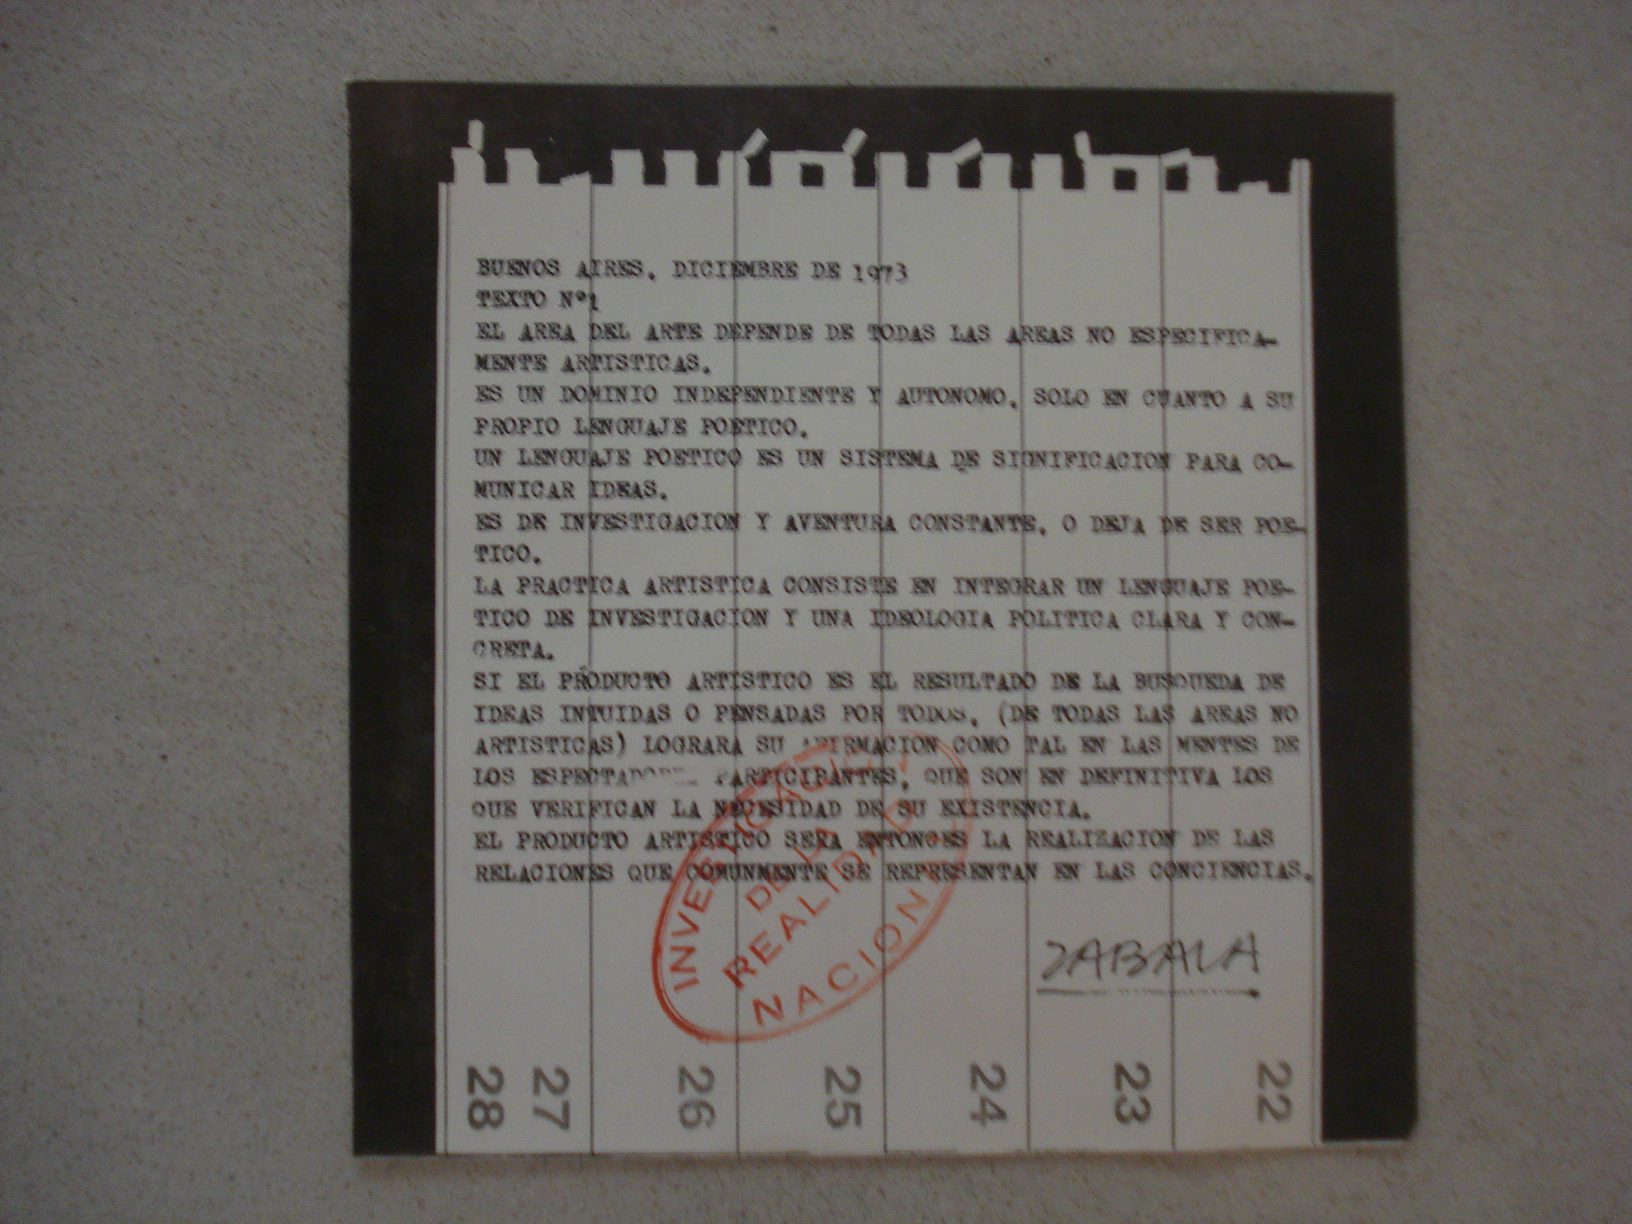 BUENOS AIRES. DICIEMBRE DE 1973
TEXTO Nº1
EL AREA DEL ARTE DEPENDE DE TODAS LAS AREAS NO ESPECIFICA-
MENTE ARTISTICAS.
ES UN DOMINIO INDEPENDIENTE Y AUTONOMO. SOLO EN CUANTO A SU
PROPIO LENGUAJE POETICO.
UN LENGUAJE POETICO ES UN SISTEMA DE SIGNIFICACION PARA CO-
MUNICAR IDEAS.
ES DE INVESTIGACION Y AVENTURA CONSTANTE. O DEJA DE SER POE-
TICO.
LA PRACTICA ARTISTICA CONSISTE EN INTEGRAR UN LENGUAJE POE-
TICO DE INVESTIGACION Y UNA IDEOLOGIA POLITICA CLARA Y CON-
CRETA.
SI EL PRODUCTO ARTISTICO ES EL RESULTADO DE LA BUSQUEDA DE
IDEAS INTUIDAS O PENSADAS POR TODOS. (DE TODAS LAS AREAS NO
ARTISTICAS) LOGRARA SU AFIRMACION COMO TAL EN LAS MENTES DE
LOS ESPECTADORES PARTICIPANTES. QUE SON EN DEFINITIVA LOS
QUE VERIFICAN LA NECESIDAD DE SU EXISTENCIA.
EL PRODUCTO ARTISTICO SERA ENTONCES LA REALIZACION DE LAS
RELACIONES QUE COMUNMENTE SE REPRESENTAN EN LAS CONCIENCIAS.
INVESTIGACION
DE LA
REALIDAD
NACIONAL
ZABALA
28 27 26 25 24 23 22